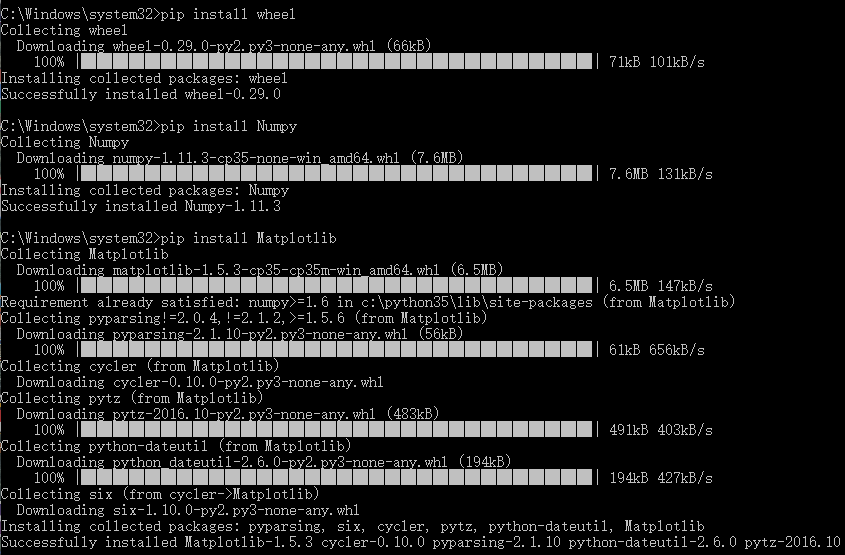 C:\Windows\system32>pip install wheel
Collecting wheel
Downloading wheel-0.29.0-py2.py3-none-any.whl (66kB)
100% || 71kB 101kB/s
Installing collected packages: wheel
Successfully installed wheel-0.29.0
C:\Windows\system32>pip install Numpy
Collecting Numpy
Downloading numpy-1.11.3-cp35-none-win_amd64.whl (7.6MB)
100% || 7.6MB 131kB/s
Installing collected packages: Numpy
Successfully installed Numpy-1.11.3
C:\Windows\system32>pip install Matplotlib
Collecting Matplotlib
Downloading matplotlib-1.5.3-cp35-cp35m-win_amd64.whl (6.5MB)
100% || 6.5MB 147kB/s
Requirement already satisfied: numpy>=1.6 in c:\python35\lib\site-packages (from Matplotlib)
Collecting pyparsing!=2.0.4,!=2.1.2,>=1.5.6 (from Matplotlib)
Downloading pyparsing-2.1.10-py2.py3-none-any.whl (56kB)
100% || 61kB 656kB/s
Collecting cycler (from Matplotlib)
Downloading cycler-0.10.0-py2.py3-none-any.whl
Collecting pytz (from Matplotlib)
Downloading pytz-2016.10-py2.py3-none-any.whl (483kB)
100% || 491kB 403kB/s
Collecting python-dateutil (from Matplotlib)
Downloading python_dateutil-2.6.0-py2.py3-none-any.whl (194kB)
100% || 194kB 427kB/s
Collecting six (from cycler->Matplotlib)
Downloading six-1.10.0-py2.py3-none-any.whl
Installing collected packages: pyparsing, six, cycler, pytz, python-dateutil, Matplotlib
Successfully installed Matplotlib-1.5.3 cycler-0.10.0 pyparsing-2.1.10 python-dateutil-2.6.0 pytz-2016.10